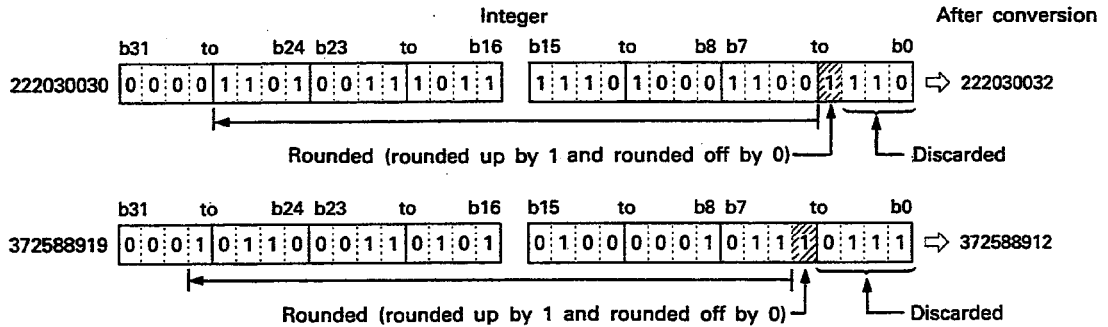 Integer After conversion
b31 to b24 b23 to b16 b15 to b8 b7 to b0
222030030 0 0 0 0 1 1 0 1 0 0 1 1 1 0 1 1 1 1 1 0 1 0 0 0 1 1 0 0 1 1 1 0 ⇨ 222030032
Rounded (rounded up by 1 and rounded off by 0) Discarded
b31 to b24 b23 to b16 b15 to b8 b7 to b0
372588919 0 0 0 1 0 1 1 0 0 0 1 1 0 1 0 1 0 1 0 0 0 0 0 1 0 1 1 1 0 1 1 1 ⇨ 372588912
Rounded (rounded up by 1 and rounded off by 0) Discarded